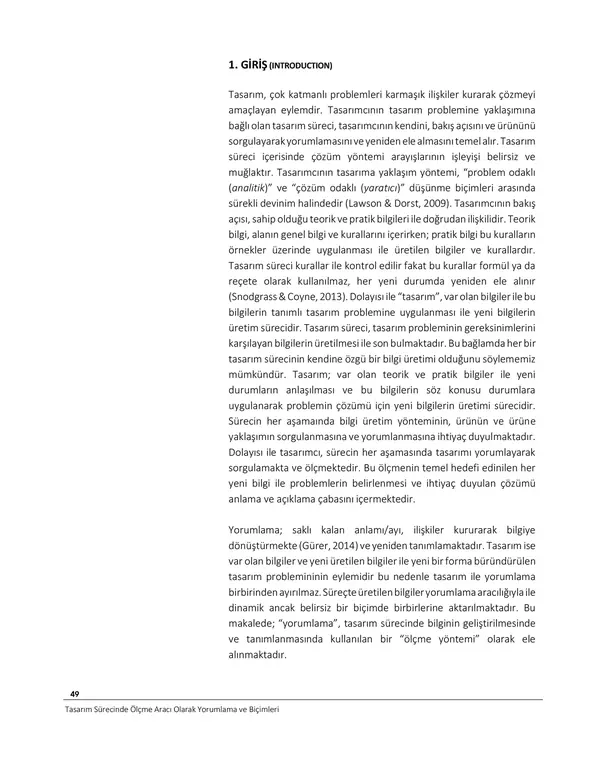 1. GİRİŞ (INTRODUCTION)
Tasarım, çok katmanlı problemleri karmaşık ilişkiler kurarak çözmeyi
amaçlayan eylemdir. Tasarımcının tasarım problemine yaklaşımına
bağlı olan tasarım süreci, tasarımcının kendini, bakış açısını ve ürününü
sorgulayarak yorumlamasını ve yeniden ele almasını temel alır. Tasarım
süreci içerisinde çözüm yöntemi arayışlarının işleyişi belirsiz ve
muğlaktır. Tasarımcının tasarıma yaklaşım yöntemi, “problem odaklı
(analitik)” ve “çözüm odaklı (yaratıcı)” düşünme biçimleri arasında
sürekli devinim halindedir (Lawson & Dorst, 2009). Tasarımcının bakış
açısı, sahip olduğu teorik ve pratik bilgileri ile doğrudan ilişkilidir. Teorik
bilgi, alanın genel bilgi ve kurallarını içerirken; pratik bilgi bu kuralların
örnekler üzerinde uygulanması ile üretilen bilgiler ve kurallardır.
Tasarım süreci kurallar ile kontrol edilir fakat bu kurallar formül ya da
reçete olarak kullanılmaz, her yeni durumda yeniden ele alınır
(Snodgrass & Coyne, 2013). Dolayısı ile “tasarım”, var olan bilgiler ile bu
bilgilerin tanımlı tasarım problemine uygulanması ile yeni bilgilerin
üretim sürecidir. Tasarım süreci, tasarım probleminin gereksinimlerini
karşılayan bilgilerin üretilmesi ile son bulmaktadır. Bu bağlamda her bir
tasarım sürecinin kendine özgü bir bilgi üretimi olduğunu söylememiz
mümkündür. Tasarım; var olan teorik ve pratik bilgiler ile yeni
durumların anlaşılması ve bu bilgilerin söz konusu durumlara
uygulanarak problemin çözümü için yeni bilgilerin üretimi sürecidir.
Sürecin her aşamaında bilgi üretim yönteminin, ürünün ve ürüne
yaklaşımın sorgulanmasına ve yorumlanmasına ihtiyaç duyulmaktadır.
Dolayısı ile tasarımcı, sürecin her aşamasında tasarımı yorumlayarak
sorgulamakta ve ölçmektedir. Bu ölçmenin temel hedefi edinilen her
yeni bilgi ile problemlerin belirlenmesi ve ihtiyaç duyulan çözümü
anlama ve açıklama çabasını içermektedir.
Yorumlama; saklı kalan anlamı/ayı, ilişkiler kururarak bilgiye
dönüştürmekte (Gürer, 2014) ve yeniden tanımlamaktadır. Tasarım ise
var olan bilgiler ve yeni üretilen bilgiler ile yeni bir forma büründürülen
tasarım plebleminininin eylemidir bu nedenle tasarım ile yorumlama
birbirinden ayırılmaz. Süreçte üretilen bilgiler yorumlama aracılığıyla ile
dinamik ancak belirsiz bir biçimde birbirlerine aktarılmaktadır. Bu
makalede; “yorumlama”, tasarım sürecinde bilginin geliştirilmesinde
ve tanımlanmasında kullanılan bir “ölçme yöntemi” olarak ele
alınmaktadır.
49
Tasarım Sürecinde Ölçme Aracı Olarak Yorumlama ve Biçimleri